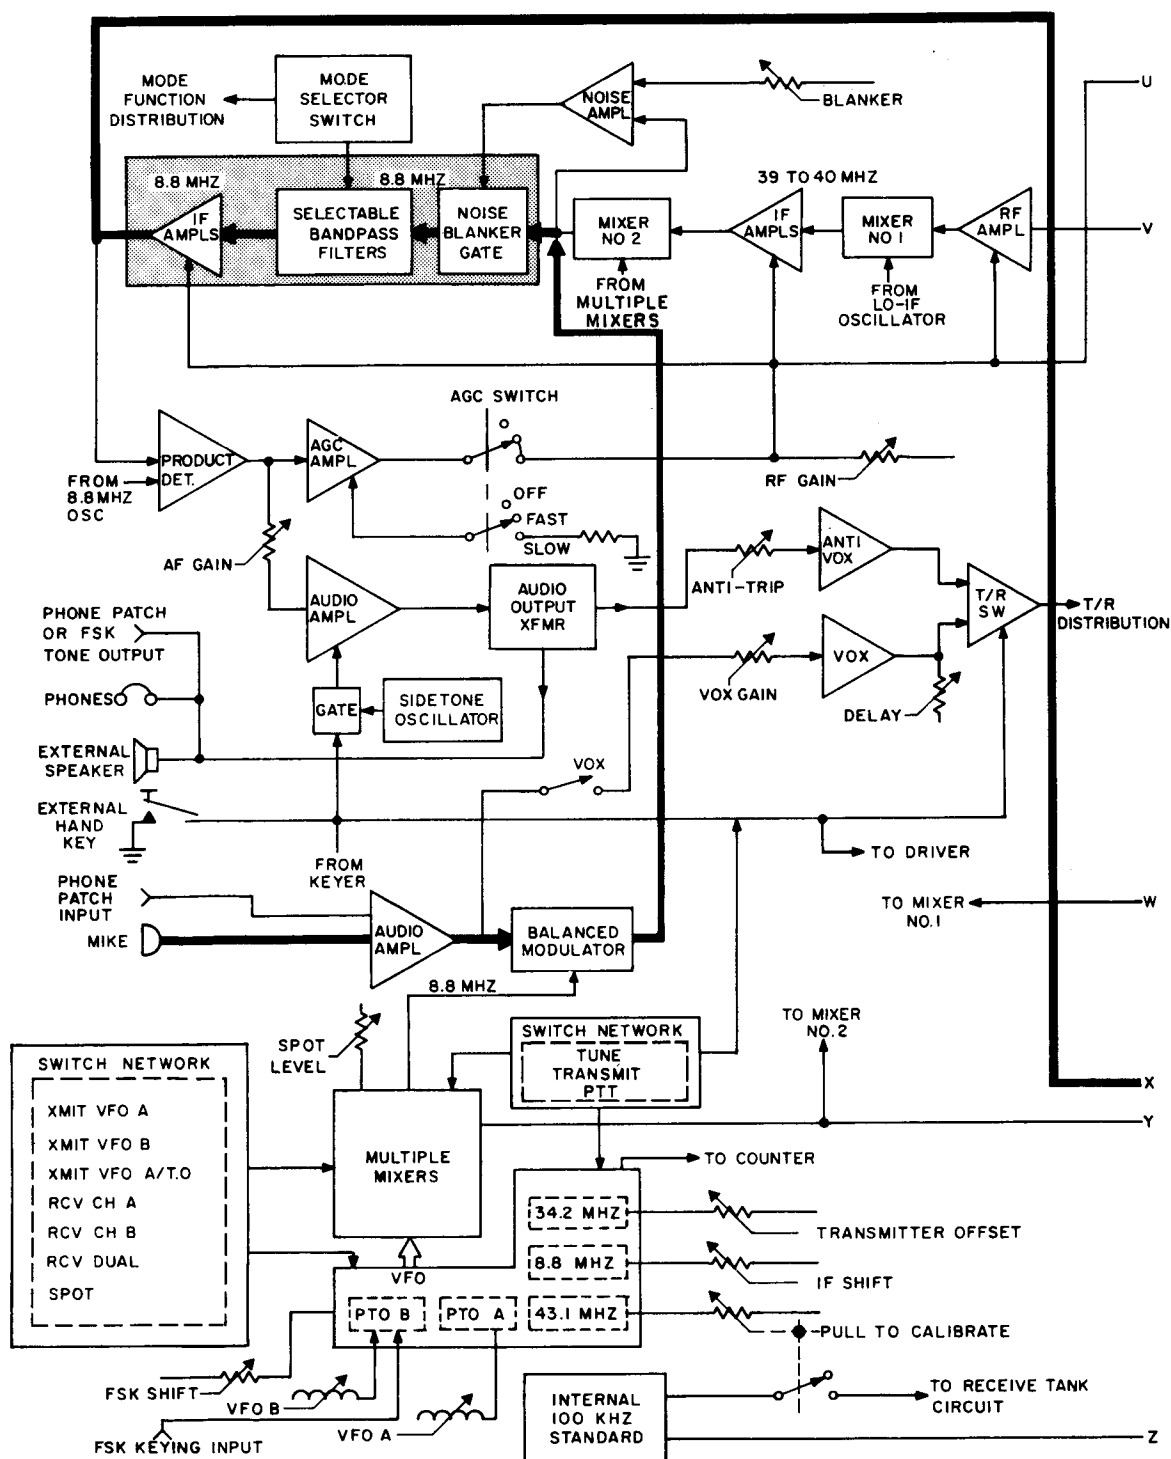 MODE
FUNCTION
DISTRIBUTION
MODE
SELECTOR
SWITCH
NOISE
AMPL
BLANKER
U
8.8 MHZ
IF
AMPLS
SELECTABLE
BANDPASS
FILTERS
8.8 MHZ
NOISE
BLANKER
GATE
MIXER
NO 2
FROM
MULTIPLE
MIXERS
39 TO 40 MHZ
IF
AMPLS
MIXER
NO 1
FROM
LO-IF
OSCILLATOR
RF
AMPL
V
AGC SWITCH
PRODUCT
DET.
FROM
8.8 MHZ
OSC
AGC
AMPL
RF GAIN
OFF
FAST
SLOW
AF GAIN
AUDIO
AMPL
AUDIO
OUTPUT
XFMR
ANTI-TRIP
ANTI
VOX
T/R
SW
T/R
DISTRIBUTION
PHONE PATCH
OR FSK
TONE OUTPUT
PHONES
GATE
SIDETONE
OSCILLATOR
VOX GAIN
VOX
DELAY
EXTERNAL
SPEAKER
VOX
EXTERNAL
HAND
KEY
FROM
KEYER
TO DRIVER
PHONE
PATCH
INPUT
MIKE
AUDIO
AMPL
BALANCED
MODULATOR
TO MIXER
NO.1
W
8.8 MHZ
SPOT
LEVEL
SWITCH NETWORK
TUNE
TRANSMIT
PTT
TO MIXER
NO.2
X
Y
SWITCH NETWORK
XMIT VFO A
XMIT VFO B
XMIT VFO A/T.O
RCV CH A
RCV CH B
RCV DUAL
SPOT
MULTIPLE
MIXERS
TO COUNTER
34.2 MHZ
TRANSMITTER OFFSET
8.8 MHZ
IF SHIFT
VFO
PTO B
PTO A
43.1 MHZ
PULL TO CALIBRATE
FSK SHIFT
VFO B
VFO A
FSK KEYING INPUT
INTERNAL
100 KHZ
STANDARD
TO RECEIVE TANK
CIRCUIT
Z